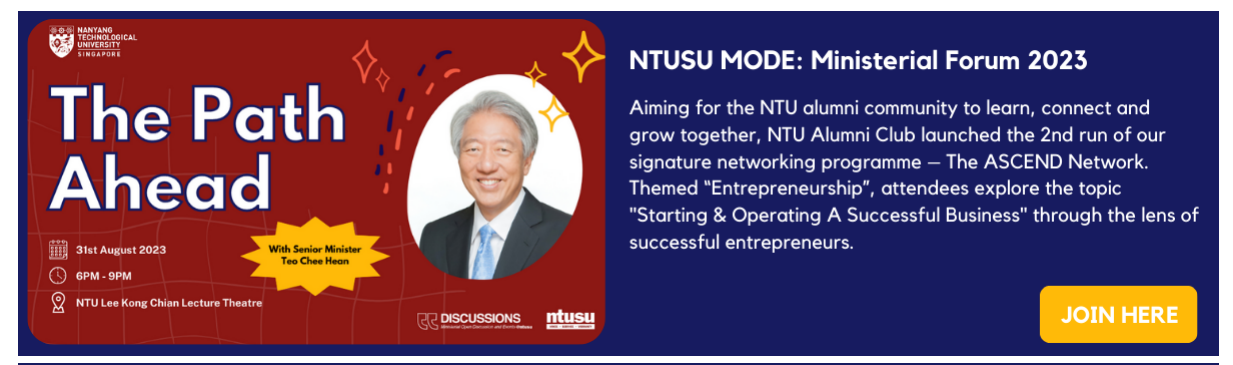 NANYANG
TECHNOLOGICAL
UNIVERSITY
SINGAPORE
The Path
Ahead
31st August 2023
6PM - 9PM
NTU Lee Kong Chian Lecture Theatre
With Senior Minister
Teo Chee Hean
DISCUSSIONS
ntusu
NTUSU MODE: Ministerial Forum 2023
Aiming for the NTU alumni community to learn, connect and
grow together, NTU Alumni Club launched the 2nd run of our
signature networking programme – The ASCEND Network.
Themed “Entrepreneurship”, attendees explore the topic
"Starting & Operating A Successful Business" through the lens of
successful entrepreneurs.
JOIN HERE